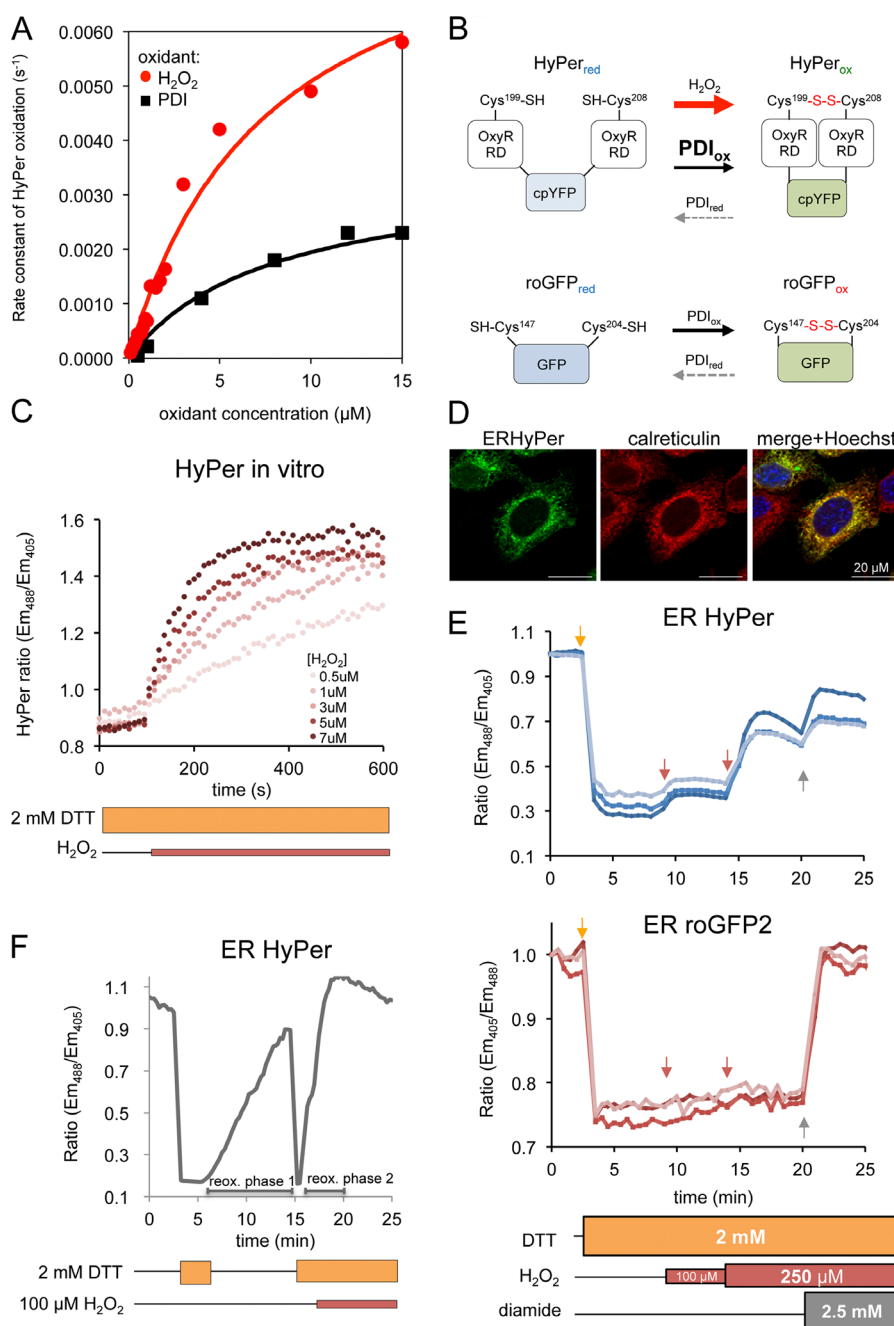 A
Rate constant of HyPer oxidation (s⁻¹)
0.0060
0.0050
0.0040
0.0030
0.0020
0.0010
0.0000
oxidant:
H₂O₂
PDI
0
5
10
15
oxidant concentration (µM)
B
HyPer_red
HyPer_ox
Cys¹⁹⁹-SH
SH-Cys²⁰⁸
OxyR RD
OxyR RD
cpYFP
H₂O₂
PDI_ox
PDI_red
Cys¹⁹⁹-S-S-Cys²⁰⁸
OxyR RD
OxyR RD
cpYFP
roGFP_red
roGFP_ox
SH-Cys¹⁴⁷
Cys²⁰⁴-SH
GFP
PDI_ox
PDI_red
Cys¹⁴⁷-S-S-Cys²⁰⁴
GFP
C
HyPer in vitro
HyPer ratio (Em₄₈₈/Em₄₀₅)
1.6
1.4
1.2
1.0
0.8
[H₂O₂]
0.5uM
1uM
3uM
5uM
7uM
0
200
400
600
time (s)
2 mM DTT
H₂O₂
D
ERHyPer
calreticulin
merge+Hoechst
20 µM
E
ER HyPer
Ratio (Em₄₈₈/Em₄₀₅)
1.1
0.9
0.7
0.5
0.3
0.1
0
5
10
15
20
25
ER roGFP2
Ratio (Em₄₀₅/Em₄₈₈)
1.0
0.9
0.8
0.7
0
5
10
15
20
25
time (min)
DTT
2 mM
H₂O₂
100 µM
250 µM
diamide
2.5 mM
F
ER HyPer
Ratio (Em₄₈₈/Em₄₀₅)
1.1
0.9
0.7
0.5
0.3
0.1
reox. phase 1
reox. phase 2
0
5
10
15
20
25
time (min)
2 mM DTT
100 µM H₂O₂